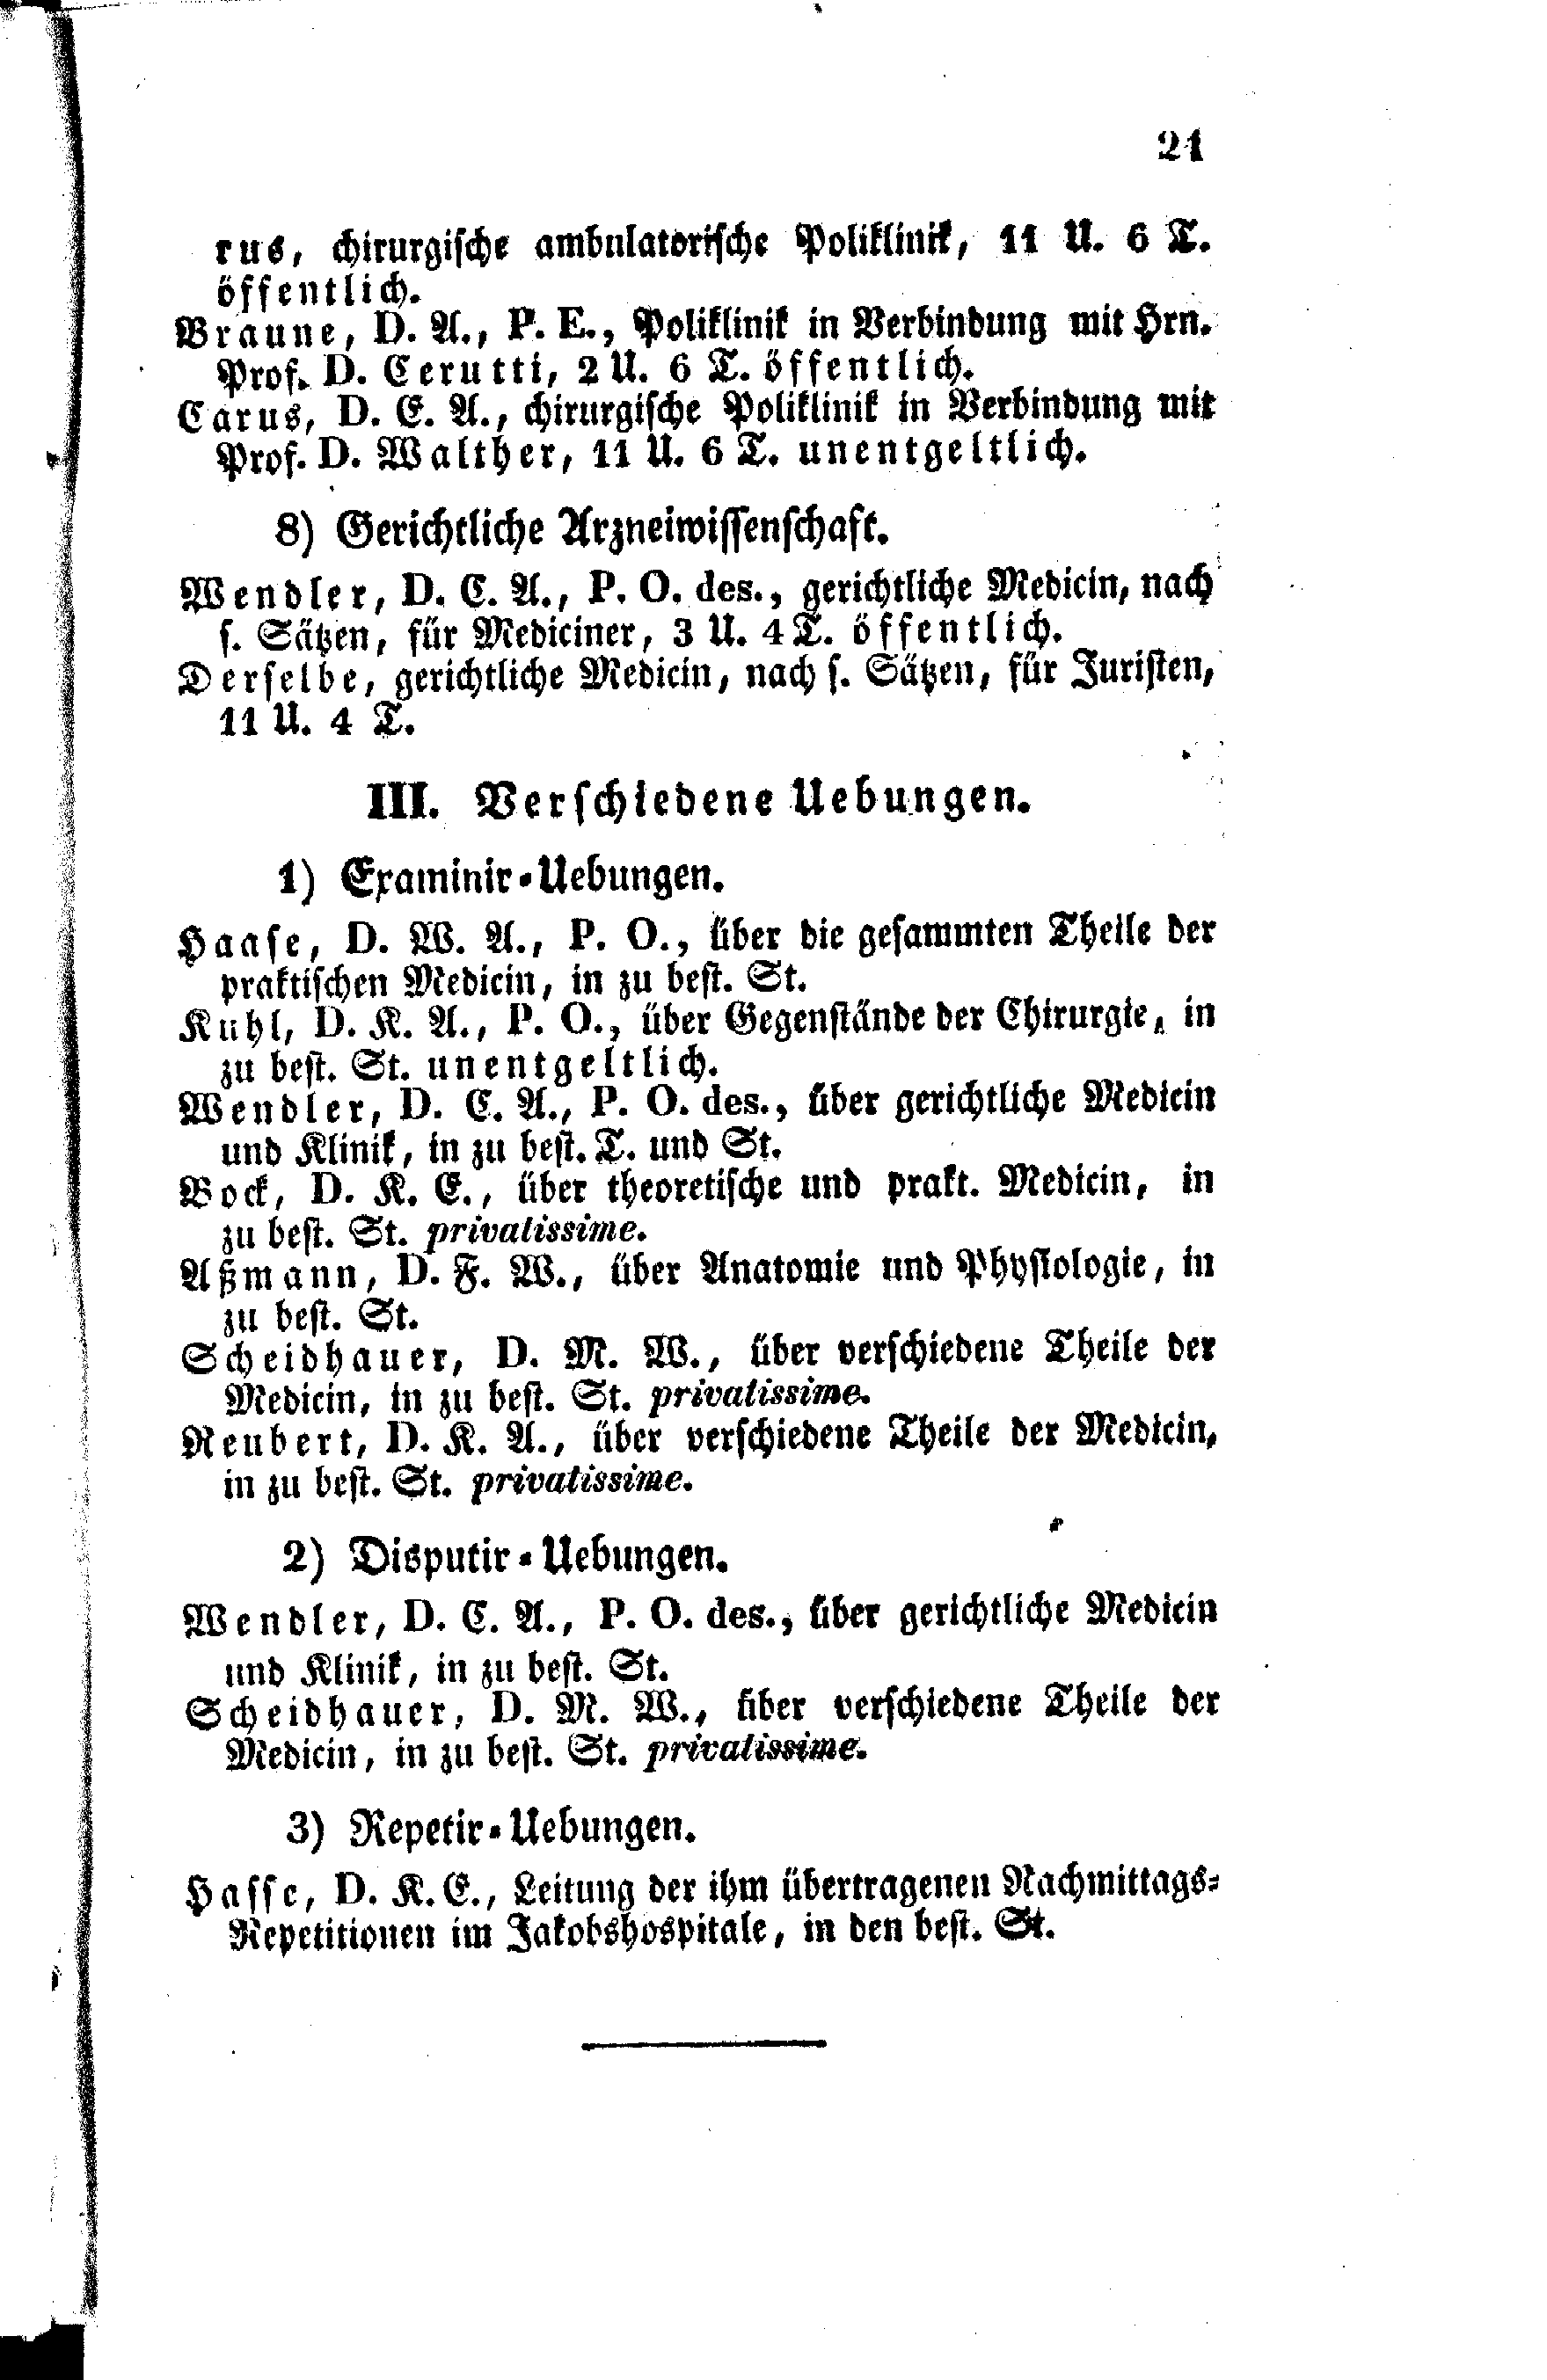 21
rus, chirurgische ambulatorische Poliklinik, 11 U. 6 T.
öffentlich.
Braune, D. A., P. E., Poliklinik in Verbindung mit Hrn.
Prof. D. Cerutti, 2 U. 6 T. öffentlich.
Carus, D. E. A., chirurgische Poliklinik in Verbindung mit
Prof. D. Walther, 11 U. 6 T. unentgeltlich.
8) Gerichtliche Arzneiwissenschaft.
Wendler, D. C. A., P. O. des., gerichtliche Medicin, nach
s. Sätzen, für Mediciner, 3 U. 4 T. öffentlich.
Derselbe, gerichtliche Medicin, nach s. Sätzen, für Juristen,
11 U. 4 T.
III. Verschiedene Uebungen.
1) Examinir-Uebungen.
Haase, D. W. A., P. O., über die gesammten Theile der
praktischen Medicin, in zu best. St.
Kuhl, D. K. A., P. O., über Gegenstände der Chirurgie, in
zu best. St. unentgeltlich.
Wendler, D. C. A., P. O. des., über gerichtliche Medicin
und Klinik, in zu best. T. und St.
Bock, D. K. E., über theoretische und prakt. Medicin, in
zu best. St. privatissime.
Aßmann, D. F. W., über Anatomie und Physiologie, in
zu best. St.
Scheidhauer, D. M. W., über verschiedene Theile der
Medicin, in zu best. St. privatissime.
Neubert, D. K. A., über verschiedene Theile der Medicin,
in zu best. St. privatissime.
2) Disputir-Uebungen.
Wendler, D. C. A., P. O. des., über gerichtliche Medicin
und Klinik, in zu best. St.
Scheidhauer, D. M. W., über verschiedene Theile der
Medicin, in zu best. St. privatissime.
3) Repetir-Uebungen.
Hasse, D. K. E., Leitung der ihm übertragenen Nachmittags-
Repetitionen im Jakobshospitale, in den best. St.